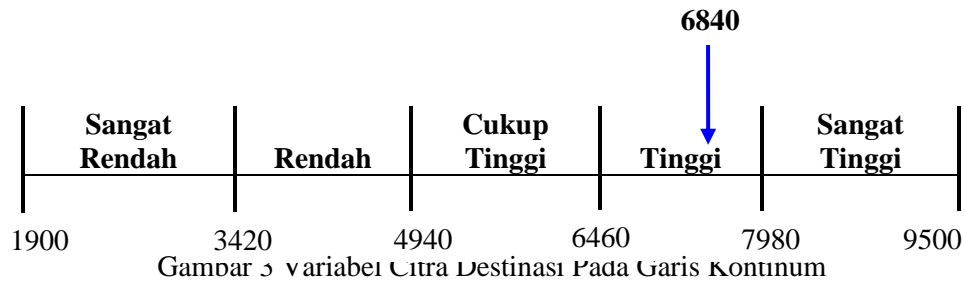 6840
Sangat Rendah
Rendah
Cukup Tinggi
Tinggi
Sangat Tinggi
1900 3420 4940 6460 7980 9500
Gambar 3 Variabel Citra Destinasi Pada Garis Kontinum